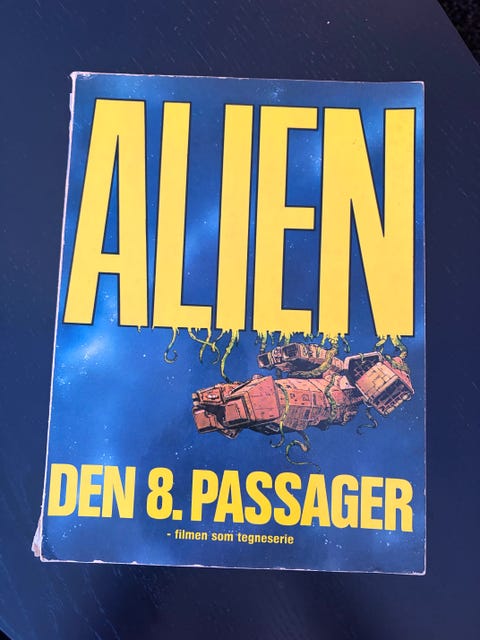 ALIEN
DEN 8. PASSAGER
- filmen som tegneserie